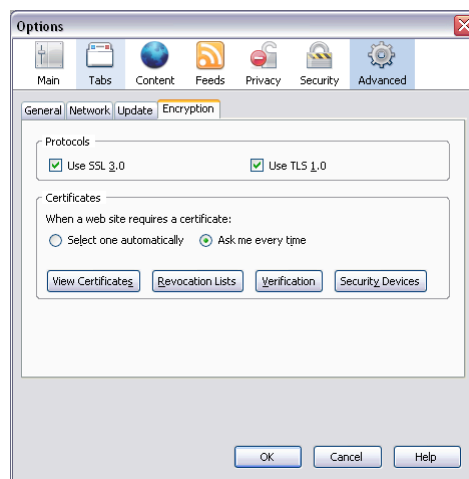 Options
Main Tabs Content Feeds Privacy Security Advanced
General Network Update Encryption
Protocols
Use SSL 3.0 Use TLS 1.0
Certificates
When a web site requires a certificate:
Select one automatically Ask me every time
View Certificates Revocation Lists Verification Security Devices
OK Cancel Help